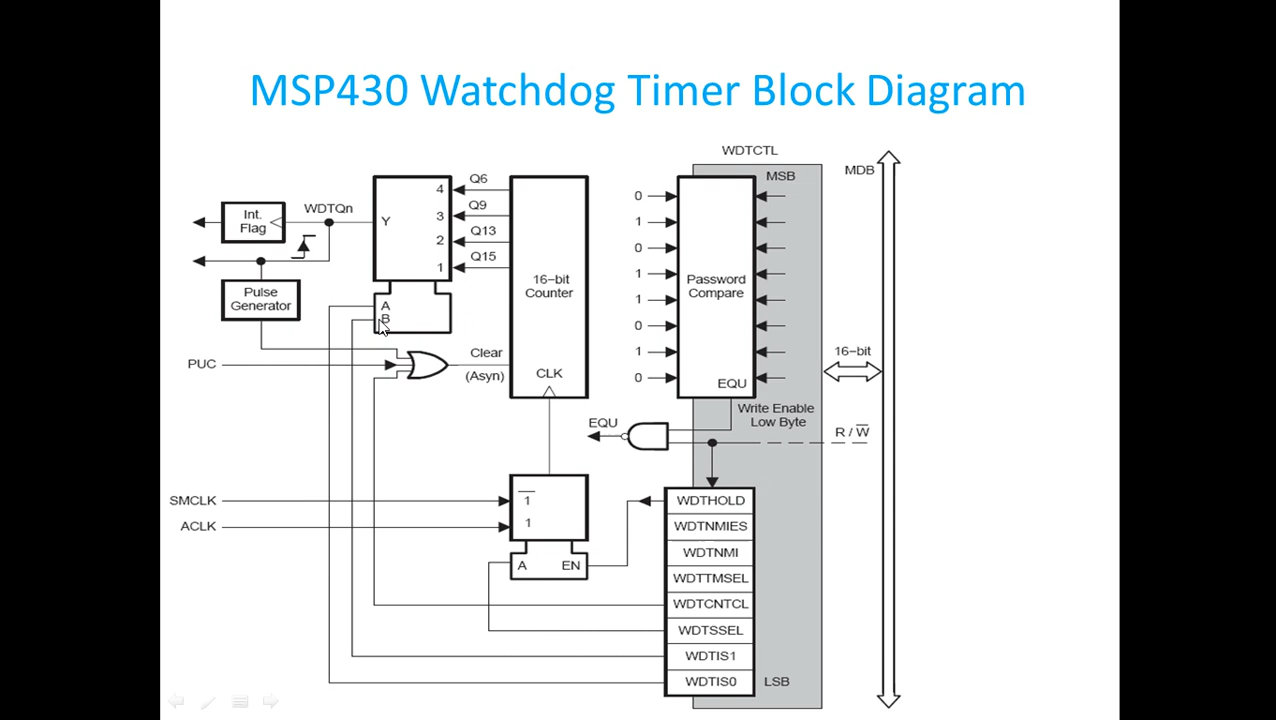 MSP430 Watchdog Timer Block Diagram
WDTCTL
MDB
MSB
Int.
Flag
WDTQn
Y
4
3
2
1
Q6
Q9
Q13
Q15
16-bit
Counter
CLK
0
1
0
1
1
0
1
0
Password
Compare
EQU
Pulse
Generator
A
B
PUC
Clear
(Asyn)
16-bit
Write Enable
Low Byte
EQU
R / W
SMCLK
ACLK
1
1
A
EN
WDTHOLD
WDTNMIES
WDTNMI
WDTTMSEL
WDTCNTCL
WDTSSEL
WDTIS1
WDTIS0
LSB